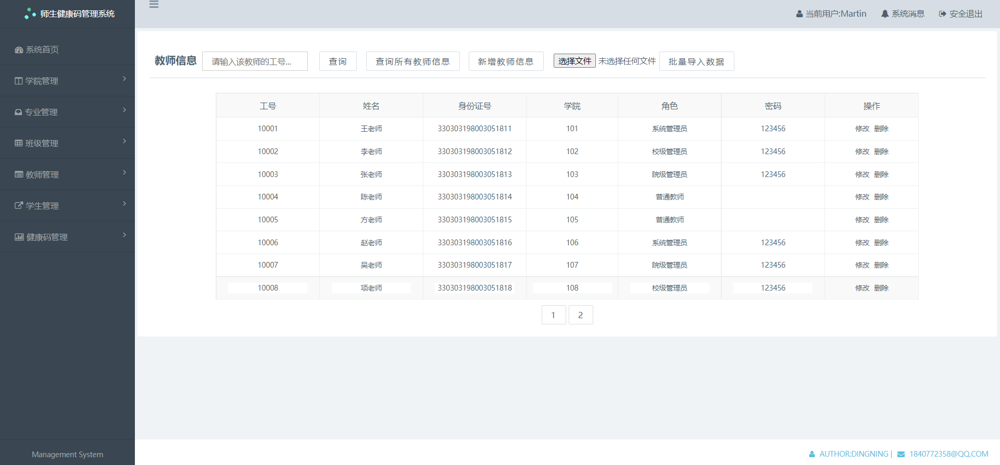 师生健康码管理系统
当前用户:Martin 系统消息 安全退出
系统首页
学院管理
专业管理
班级管理
教师管理
学生管理
健康码管理
Management System
教师信息 请输入该教师的工号... 查询 查询所有教师信息 新增教师信息 选择文件 未选择任何文件 批量导入数据
工号 姓名 身份证号 学院 角色 密码 操作
10001 王老师 330303198003051811 101 系统管理员 123456 修改 删除
10002 李老师 330303198003051812 102 校级管理员 123456 修改 删除
10003 张老师 330303198003051813 103 院级管理员 123456 修改 删除
10004 陈老师 330303198003051814 104 普通教师 修改 删除
10005 方老师 330303198003051815 105 普通教师 修改 删除
10006 赵老师 330303198003051816 106 系统管理员 123456 修改 删除
10007 吴老师 330303198003051817 107 院级管理员 123456 修改 删除
10008 项老师 330303198003051818 108 校级管理员 123456 修改 删除
1 2
AUTHOR:DINGNING | 1840772358@QQ.COM